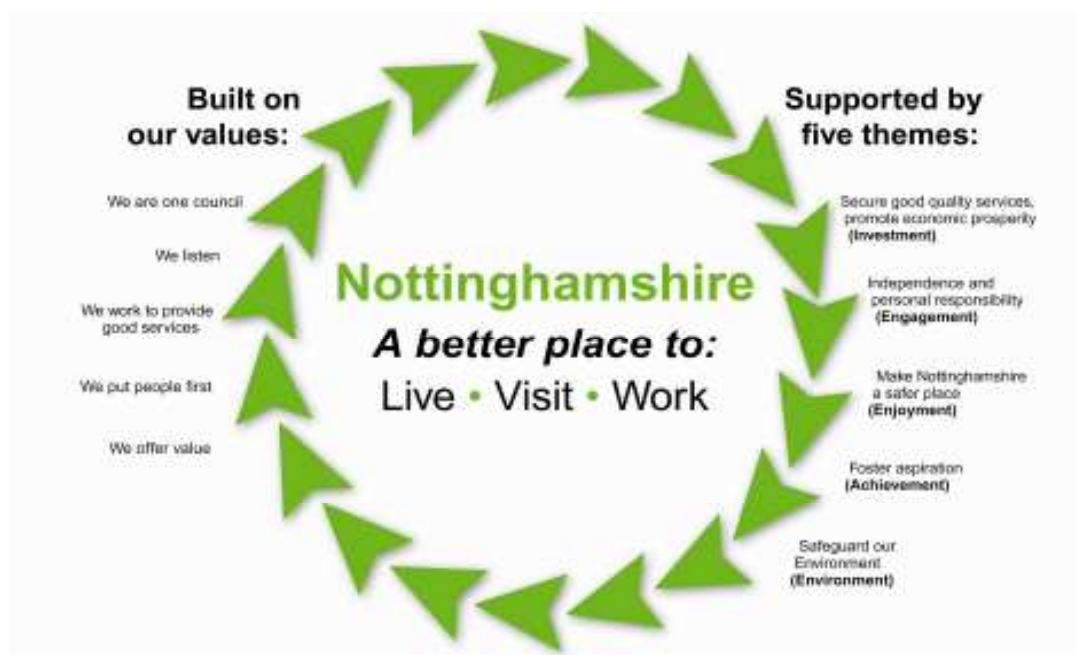 Built on
our values:
We are one council
We listen
We work to provide
good services
We put people first
We offer value
Nottinghamshire
A better place to:
Live • Visit • Work
Supported by
five themes:
Secure good quality services,
promote economic prosperity
(Investment)
Independence and
personal responsibility
(Engagement)
Make Nottinghamshire
a safer place
(Enjoyment)
Foster aspiration
(Achievement)
Safeguard our
Environment
(Environment)